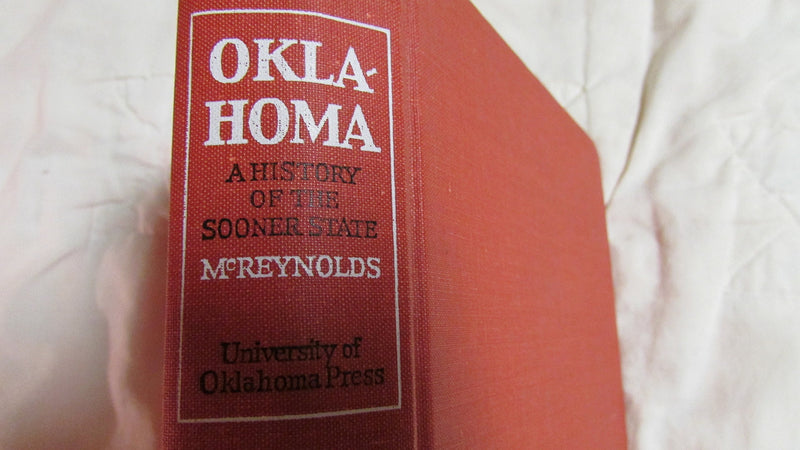 OKLA-
HOMA
A HISTORY
OF THE
SOONER STATE
McREYNOLDS
University of
Oklahoma Press